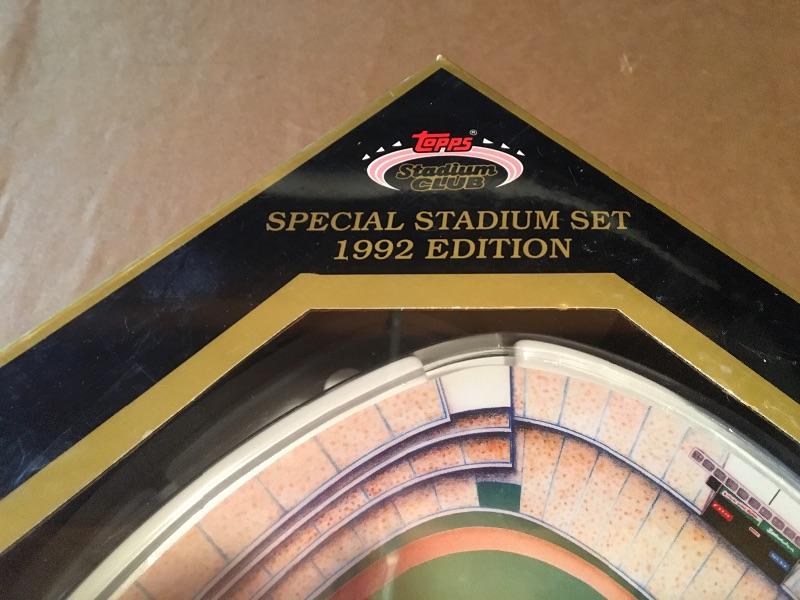 TOPPS®
Stadium
CLUB
SPECIAL STADIUM SET
1992 EDITION